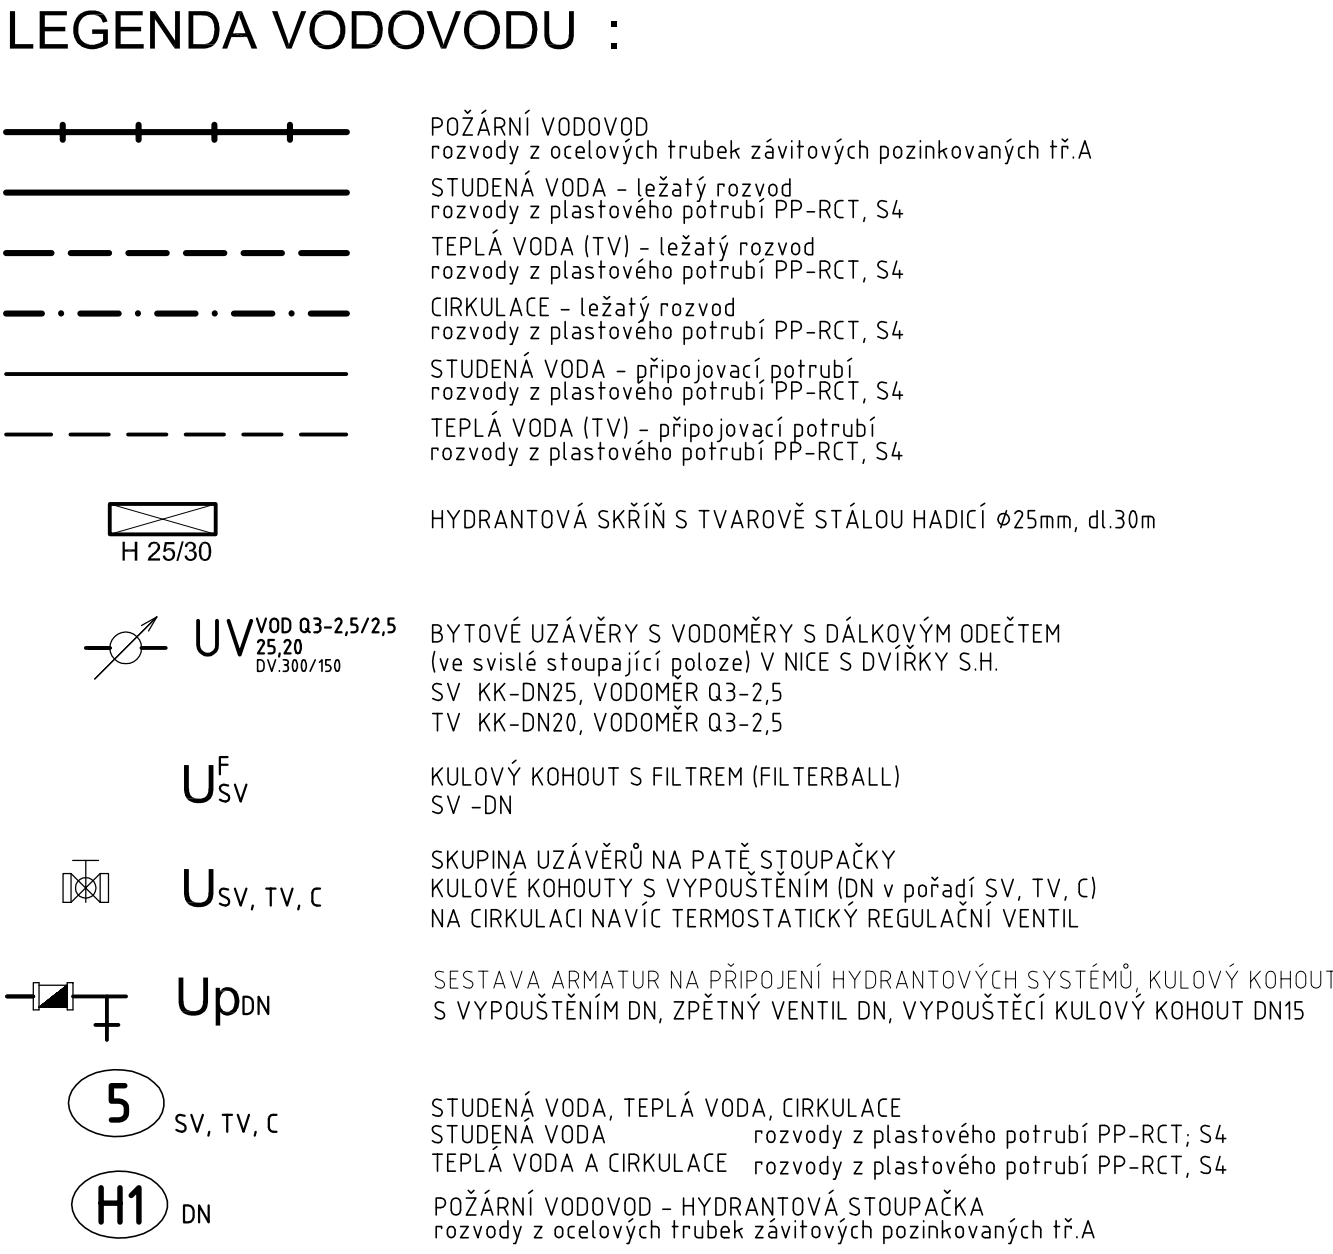 LEGENDA VODOVODU :
POŽÁRNÍ VODOVOD
rozvody z ocelových trubek závitových pozinkovaných tř.A
STUDENÁ VODA - ležatý rozvod
rozvody z plastového potrubí PP-RCT, S4
TEPLÁ VODA (TV) - ležatý rozvod
rozvody z plastového potrubí PP-RCT, S4
CIRKULACE - ležatý rozvod
rozvody z plastového potrubí PP-RCT, S4
STUDENÁ VODA - připojovací potrubí
rozvody z plastového potrubí PP-RCT, S4
TEPLÁ VODA (TV) - připojovací potrubí
rozvody z plastového potrubí PP-RCT, S4
H 25/30
HYDRANTOVÁ SKŘÍŇ S TVAROVĚ STÁLOU HADICÍ Ø25mm, dl.30m
UV VOD Q3-2,5/2,5
25,20
DV.300/150
BYTOVÉ UZÁVĚRY S VODOMĚRY S DÁLKOVÝM ODEČTEM
(ve svislé stoupající poloze) V NICE S DVÍŘKY S.H.
SV KK-DN25, VODOMĚR Q3-2,5
TV KK-DN20, VODOMĚR Q3-2,5
U F SV
KULOVÝ KOHOUT S FILTREM (FILTERBALL)
SV -DN
U SV, TV, C
SKUPINA UZÁVĚRŮ NA PATĚ STOUPAČKY
KULOVÉ KOHOUTY S VYPOUŠTĚNÍM (DN v pořadí SV, TV, C)
NA CIRKULACI NAVÍC TERMOSTATICKÝ REGULAČNÍ VENTIL
Up DN
SESTAVA ARMATUR NA PŘIPOJENÍ HYDRANTOVÝCH SYSTÉMŮ, KULOVÝ KOHOUT
S VYPOUŠTĚNÍM DN, ZPĚTNÝ VENTIL DN, VYPOUŠTĚCÍ KULOVÝ KOHOUT DN15
5 SV, TV, C
STUDENÁ VODA, TEPLÁ VODA, CIRKULACE
STUDENÁ VODA rozvody z plastového potrubí PP-RCT; S4
TEPLÁ VODA A CIRKULACE rozvody z plastového potrubí PP-RCT, S4
H1 DN
POŽÁRNÍ VODOVOD - HYDRANTOVÁ STOUPAČKA
rozvody z ocelových trubek závitových pozinkovaných tř.A